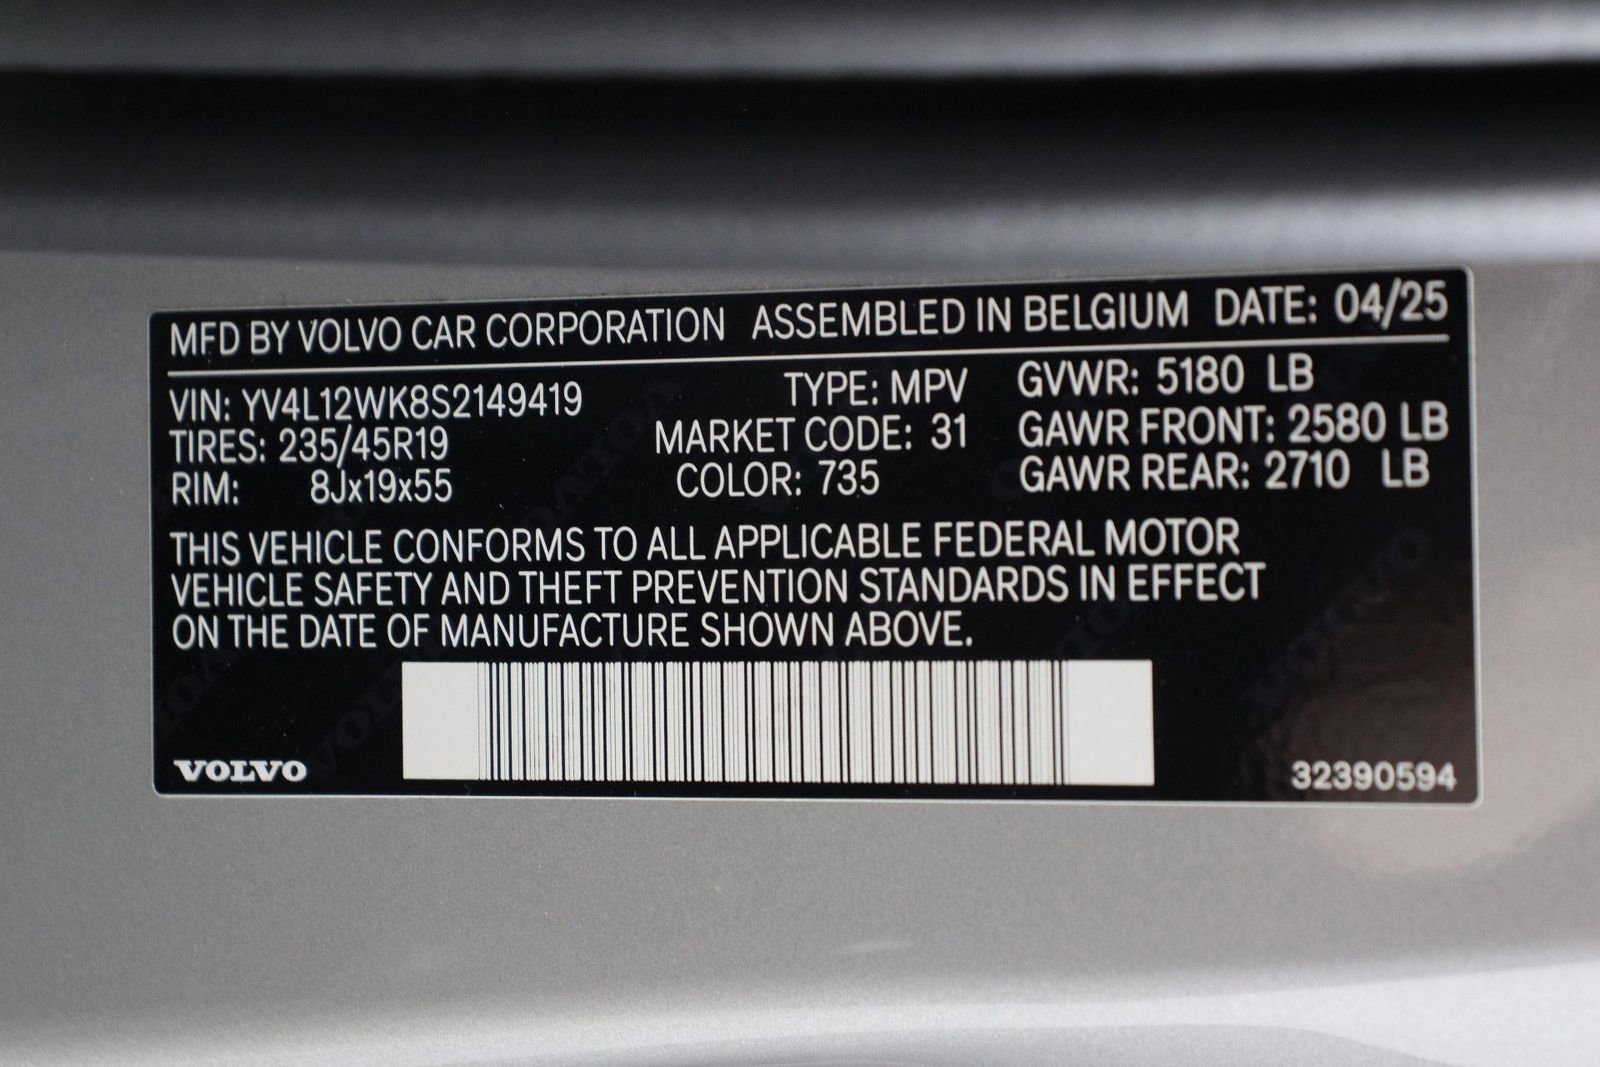 MFD BY VOLVO CAR CORPORATION ASSEMBLED IN BELGIUM DATE: 04/25
VIN: YV4L12WK8S2149419 TYPE: MPV GVWR: 5180 LB
TIRES: 235/45R19 MARKET CODE: 31 GAWR FRONT: 2580 LB
RIM: 8Jx19x55 COLOR: 735 GAWR REAR: 2710 LB
THIS VEHICLE CONFORMS TO ALL APPLICABLE FEDERAL MOTOR
VEHICLE SAFETY AND THEFT PREVENTION STANDARDS IN EFFECT
ON THE DATE OF MANUFACTURE SHOWN ABOVE.
VOLVO 32390594